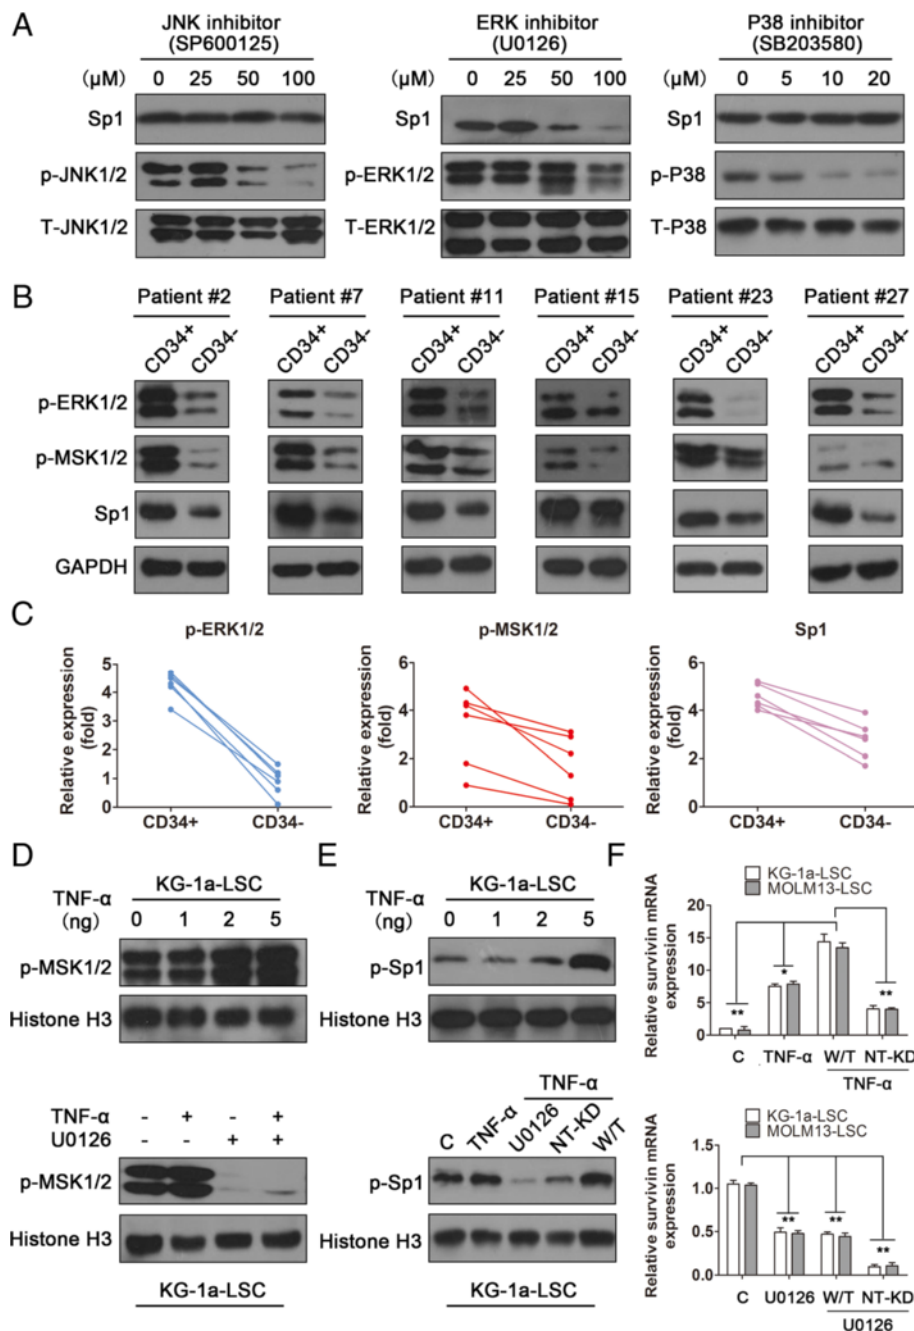 A
JNK inhibitor
(SP600125)
ERK inhibitor
(U0126)
P38 inhibitor
(SB203580)
(μM) 0 25 50 100
0 25 50 100
(μM) 0 5 10 20
Sp1
Sp1
Sp1
p-JNK1/2
p-ERK1/2
p-P38
T-JNK1/2
T-ERK1/2
T-P38
B
Patient #2 Patient #7 Patient #11 Patient #15 Patient #23 Patient #27
CD34+ CD34- CD34+ CD34- CD34+ CD34- CD34+ CD34- CD34+ CD34- CD34+ CD34-
p-ERK1/2
p-MSK1/2
Sp1
GAPDH
C
p-ERK1/2
Relative expression
(fold)
5
4
3
2
1
0
CD34+ CD34-
p-MSK1/2
Relative expression
(fold)
6
4
2
0
CD34+ CD34-
Sp1
Relative expression
(fold)
6
4
2
0
CD34+ CD34-
D
KG-1a-LSC
TNF-α
(ng)
0 1 2 5
p-MSK1/2
Histone H3
TNF-α - + - +
U0126 - - + +
p-MSK1/2
Histone H3
KG-1a-LSC
E
KG-1a-LSC
TNF-α
(ng)
0 1 2 5
p-Sp1
Histone H3
TNF-α
C TNF-α U0126 NT-KD W/T
p-Sp1
Histone H3
KG-1a-LSC
F
KG-1a-LSC
MOLM13-LSC
Relative survivin mRNA
expression
20
15
10
5
0
**
*
**
C TNF-α W/T NT-KD
TNF-α
KG-1a-LSC
MOLM13-LSC
Relative survivin mRNA
expression
1.5
1.0
0.5
0.0
**
**
**
C U0126 W/T NT-KD
U0126